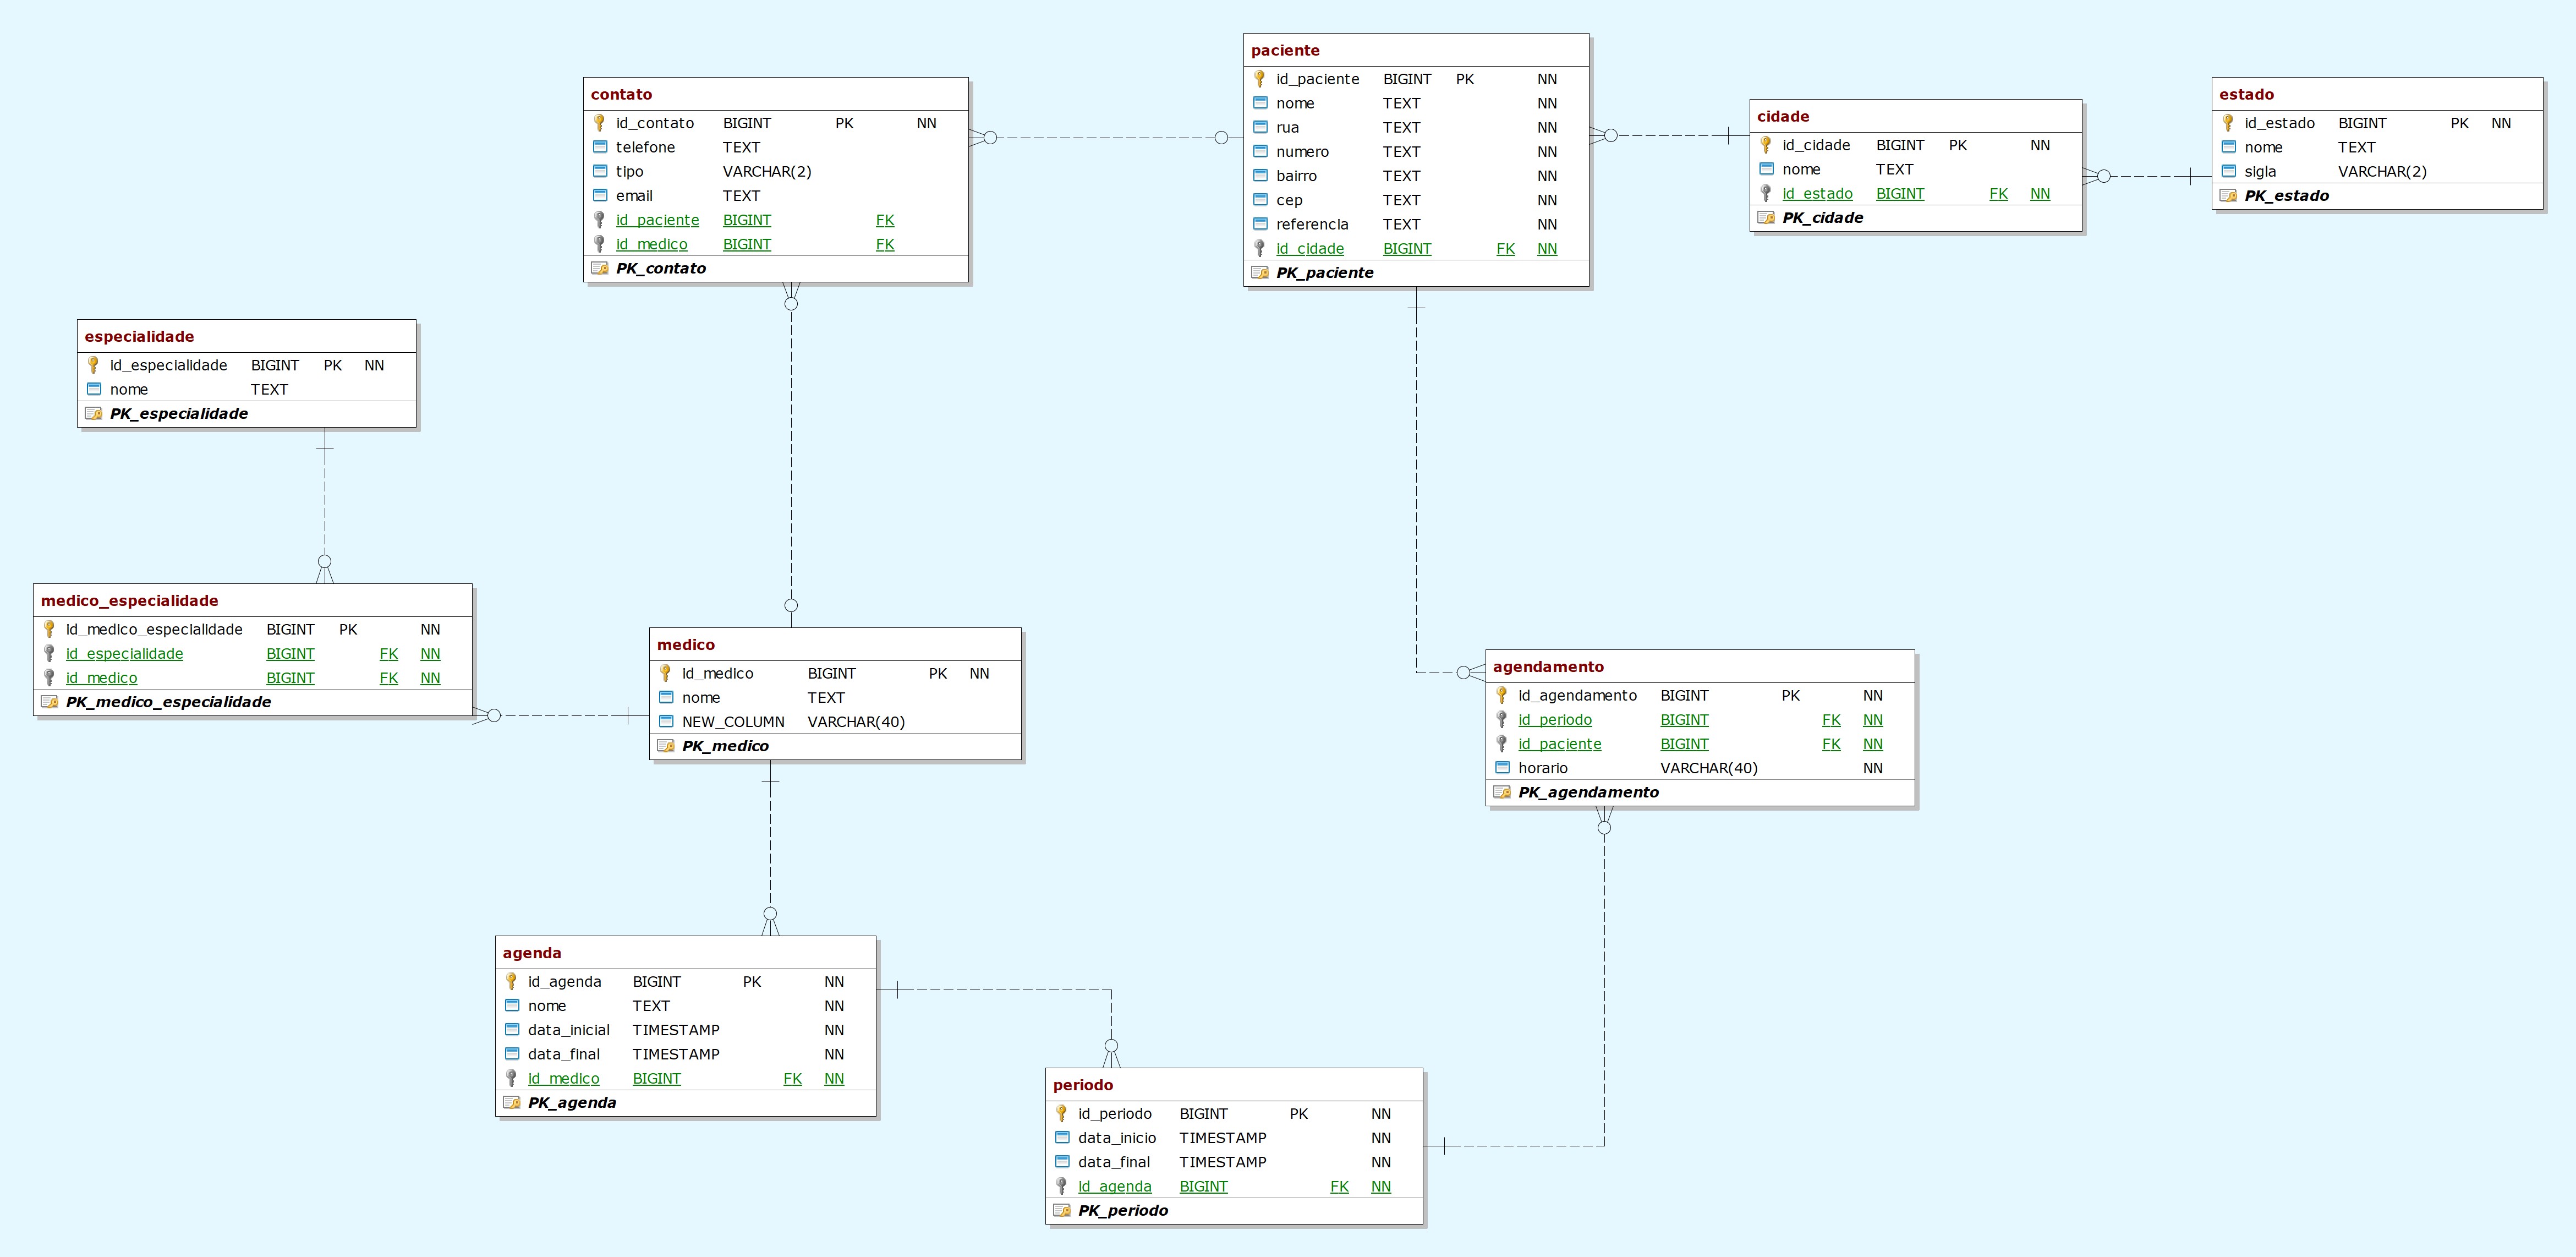 paciente
id_paciente BIGINT PK NN
nome TEXT NN
rua TEXT NN
numero TEXT NN
bairro TEXT NN
cep TEXT NN
referencia TEXT NN
id_cidade BIGINT FK NN
PK_paciente
contato
id_contato BIGINT PK NN
telefone TEXT
tipo VARCHAR(2)
email TEXT
id_paciente BIGINT FK
id_medico BIGINT FK
PK_contato
cidade
id_cidade BIGINT PK NN
nome TEXT
id_estado BIGINT FK NN
PK_cidade
estado
id_estado BIGINT PK NN
nome TEXT
sigla VARCHAR(2)
PK_estado
especialidade
id_especialidade BIGINT PK NN
nome TEXT
PK_especialidade
medico_especialidade
id_medico_especialidade BIGINT PK NN
id_especialidade BIGINT FK NN
id_medico BIGINT FK NN
PK_medico_especialidade
medico
id_medico BIGINT PK NN
nome TEXT
NEW_COLUMN VARCHAR(40)
PK_medico
agendamento
id_agendamento BIGINT PK NN
id_periodo BIGINT FK NN
id_paciente BIGINT FK NN
horario VARCHAR(40) NN
PK_agendamento
agenda
id_agenda BIGINT PK NN
nome TEXT NN
data_inicial TIMESTAMP NN
data_final TIMESTAMP NN
id_medico BIGINT FK NN
PK_agenda
periodo
id_periodo BIGINT PK NN
data_inicio TIMESTAMP NN
data_final TIMESTAMP NN
id_agenda BIGINT FK NN
PK_periodo